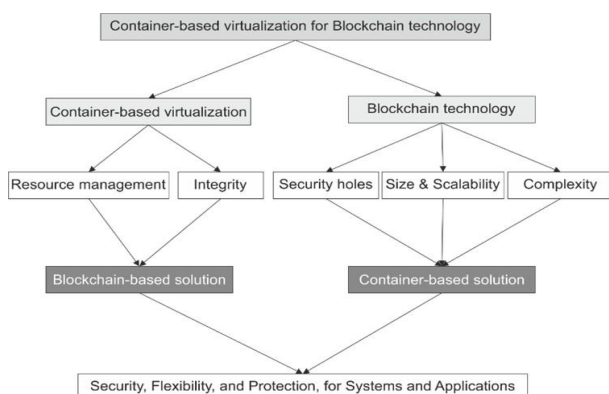 Container-based virtualization for Blockchain technology
Container-based virtualization
Blockchain technology
Resource management
Integrity
Security holes
Size & Scalability
Complexity
Blockchain-based solution
Container-based solution
Security, Flexibility, and Protection, for Systems and Applications